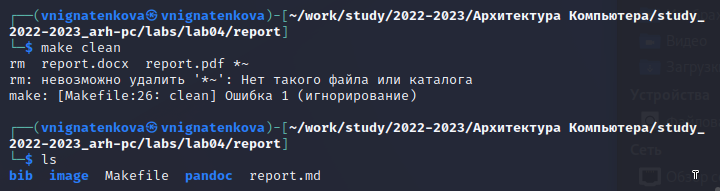 ┌──(vnignatenkova㉿vnignatenkova)-[~/work/study/2022-2023/Архитектура Компьютера/study_
2022-2023_arh-pc/labs/lab04/report]
└─$ make clean
rm  report.docx  report.pdf *~
rm: невозможно удалить '*~': Нет такого файла или каталога
make: [Makefile:26: clean] Ошибка 1 (игнорирование)
┌──(vnignatenkova㉿vnignatenkova)-[~/work/study/2022-2023/Архитектура Компьютера/study_
2022-2023_arh-pc/labs/lab04/report]
└─$ ls
bib  image  Makefile  pandoc  report.md
Видео
Устройства
Сеть